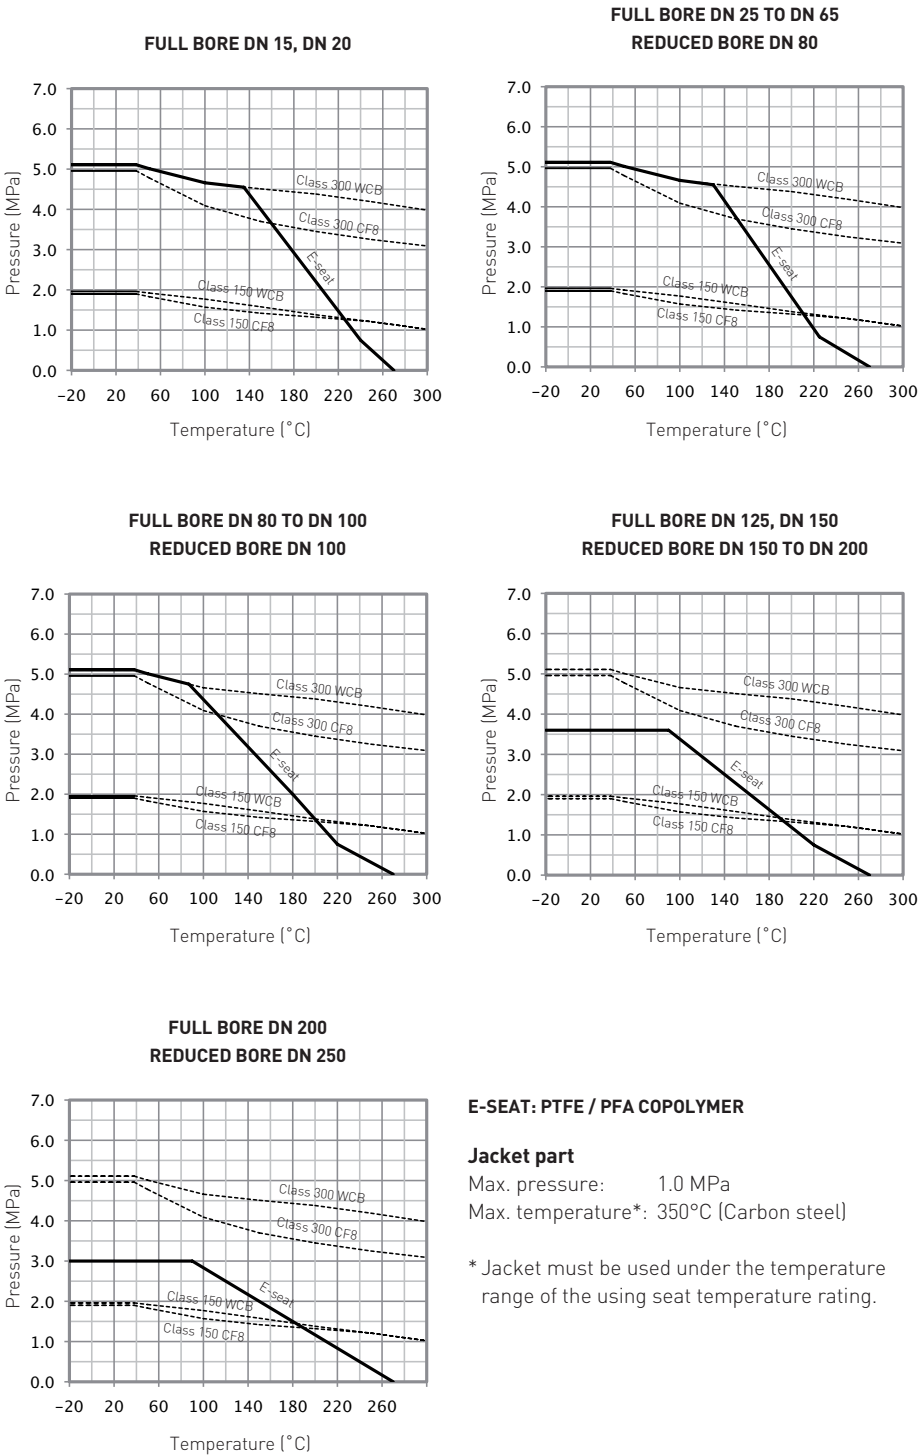 FULL BORE DN 15, DN 20
7.0
6.0
5.0
4.0
3.0
2.0
1.0
0.0
Pressure (MPa)
Class 300 WCB
Class 300 CF8
E-seat
Class 150 WCB
Class 150 CF8
−20 20 60 100 140 180 220 260 300
Temperature (°C)
FULL BORE DN 25 TO DN 65
REDUCED BORE DN 80
7.0
6.0
5.0
4.0
3.0
2.0
1.0
0.0
Pressure (MPa)
Class 300 WCB
Class 300 CF8
E-seat
Class 150 WCB
Class 150 CF8
−20 20 60 100 140 180 220 260 300
Temperature (°C)
FULL BORE DN 80 TO DN 100
REDUCED BORE DN 100
7.0
6.0
5.0
4.0
3.0
2.0
1.0
0.0
Pressure (MPa)
Class 300 WCB
Class 300 CF8
E-seat
Class 150 WCB
Class 150 CF8
−20 20 60 100 140 180 220 260 300
Temperature (°C)
FULL BORE DN 125, DN 150
REDUCED BORE DN 150 TO DN 200
7.0
6.0
5.0
4.0
3.0
2.0
1.0
0.0
Pressure (MPa)
Class 300 WCB
Class 300 CF8
E-seat
Class 150 WCB
Class 150 CF8
−20 20 60 100 140 180 220 260 300
Temperature (°C)
FULL BORE DN 200
REDUCED BORE DN 250
7.0
6.0
5.0
4.0
3.0
2.0
1.0
0.0
Pressure (MPa)
Class 300 WCB
Class 300 CF8
E-seat
Class 150 WCB
Class 150 CF8
−20 20 60 100 140 180 220 260
Temperature (°C)
E-SEAT: PTFE / PFA COPOLYMER
Jacket part
Max. pressure: 1.0 MPa
Max. temperature*: 350°C (Carbon steel)
* Jacket must be used under the temperature
range of the using seat temperature rating.